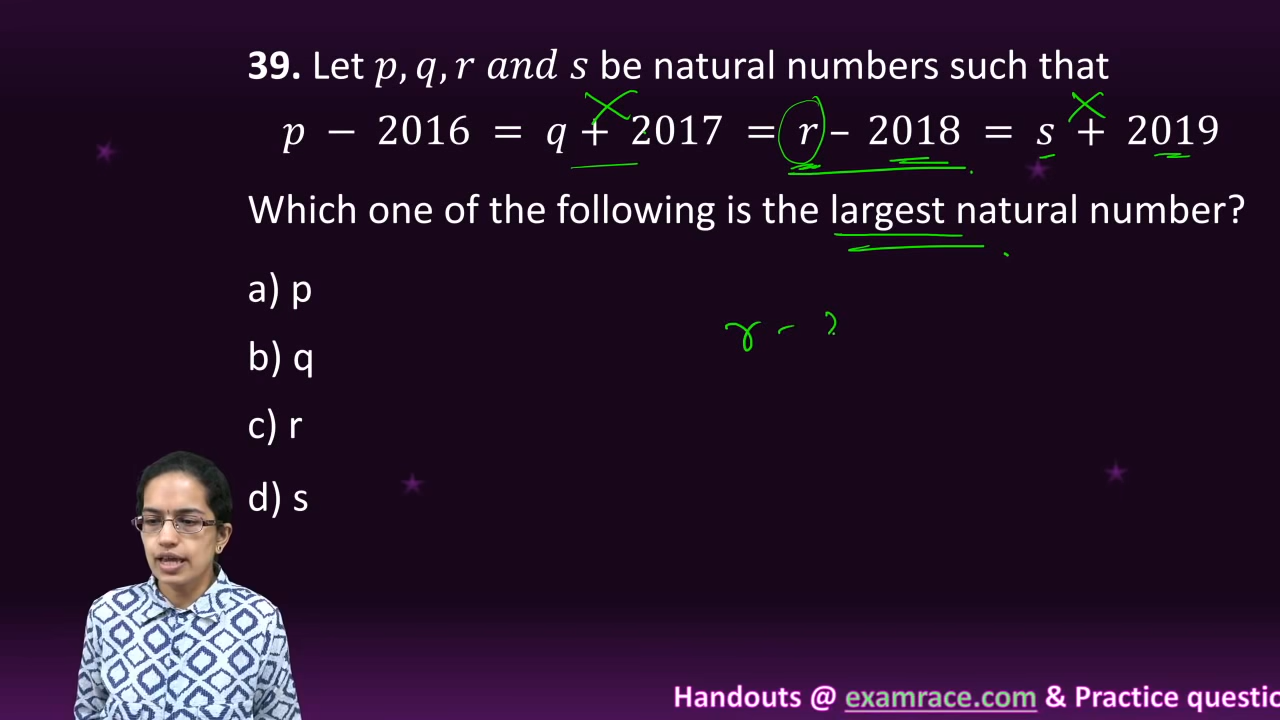 39. Let p, q, r and s be natural numbers such that
p − 2016 = q + 2017 = r – 2018 = s + 2019
Which one of the following is the largest natural number?
a) p
b) q
r - ?
c) r
d) s
Handouts @ examrace.com & Practice questic